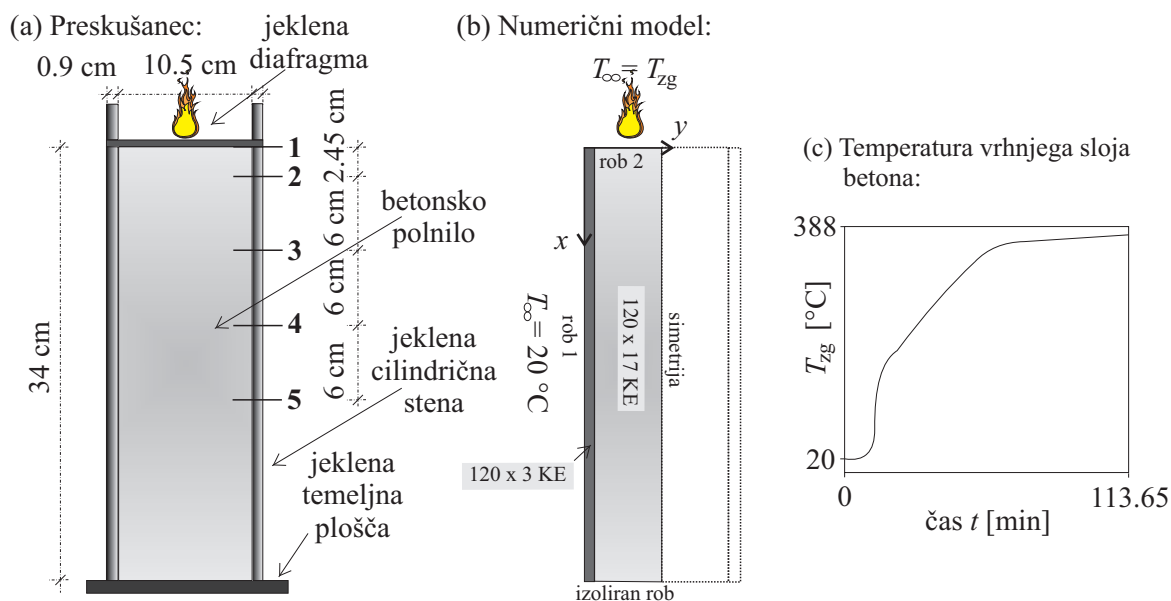 (a) Preskušanec:
jeklena
diafragma
0.9 cm
10.5 cm
2.45 cm
6 cm
6 cm
6 cm
1
2
3
4
5
betonsko
polnilo
34 cm
jeklena
cilindrična
stena
jeklena
temeljna
plošča
(b) Numerični model:
T∞ = Tzg
y
rob 2
x
T∞ = 20 °C
rob 1
120 x 17 KE
simetrija
120 x 3 KE
izoliran rob
(c) Temperatura vrhnjega sloja
betona:
388
Tzg [°C]
20
0
113.65
čas t [min]